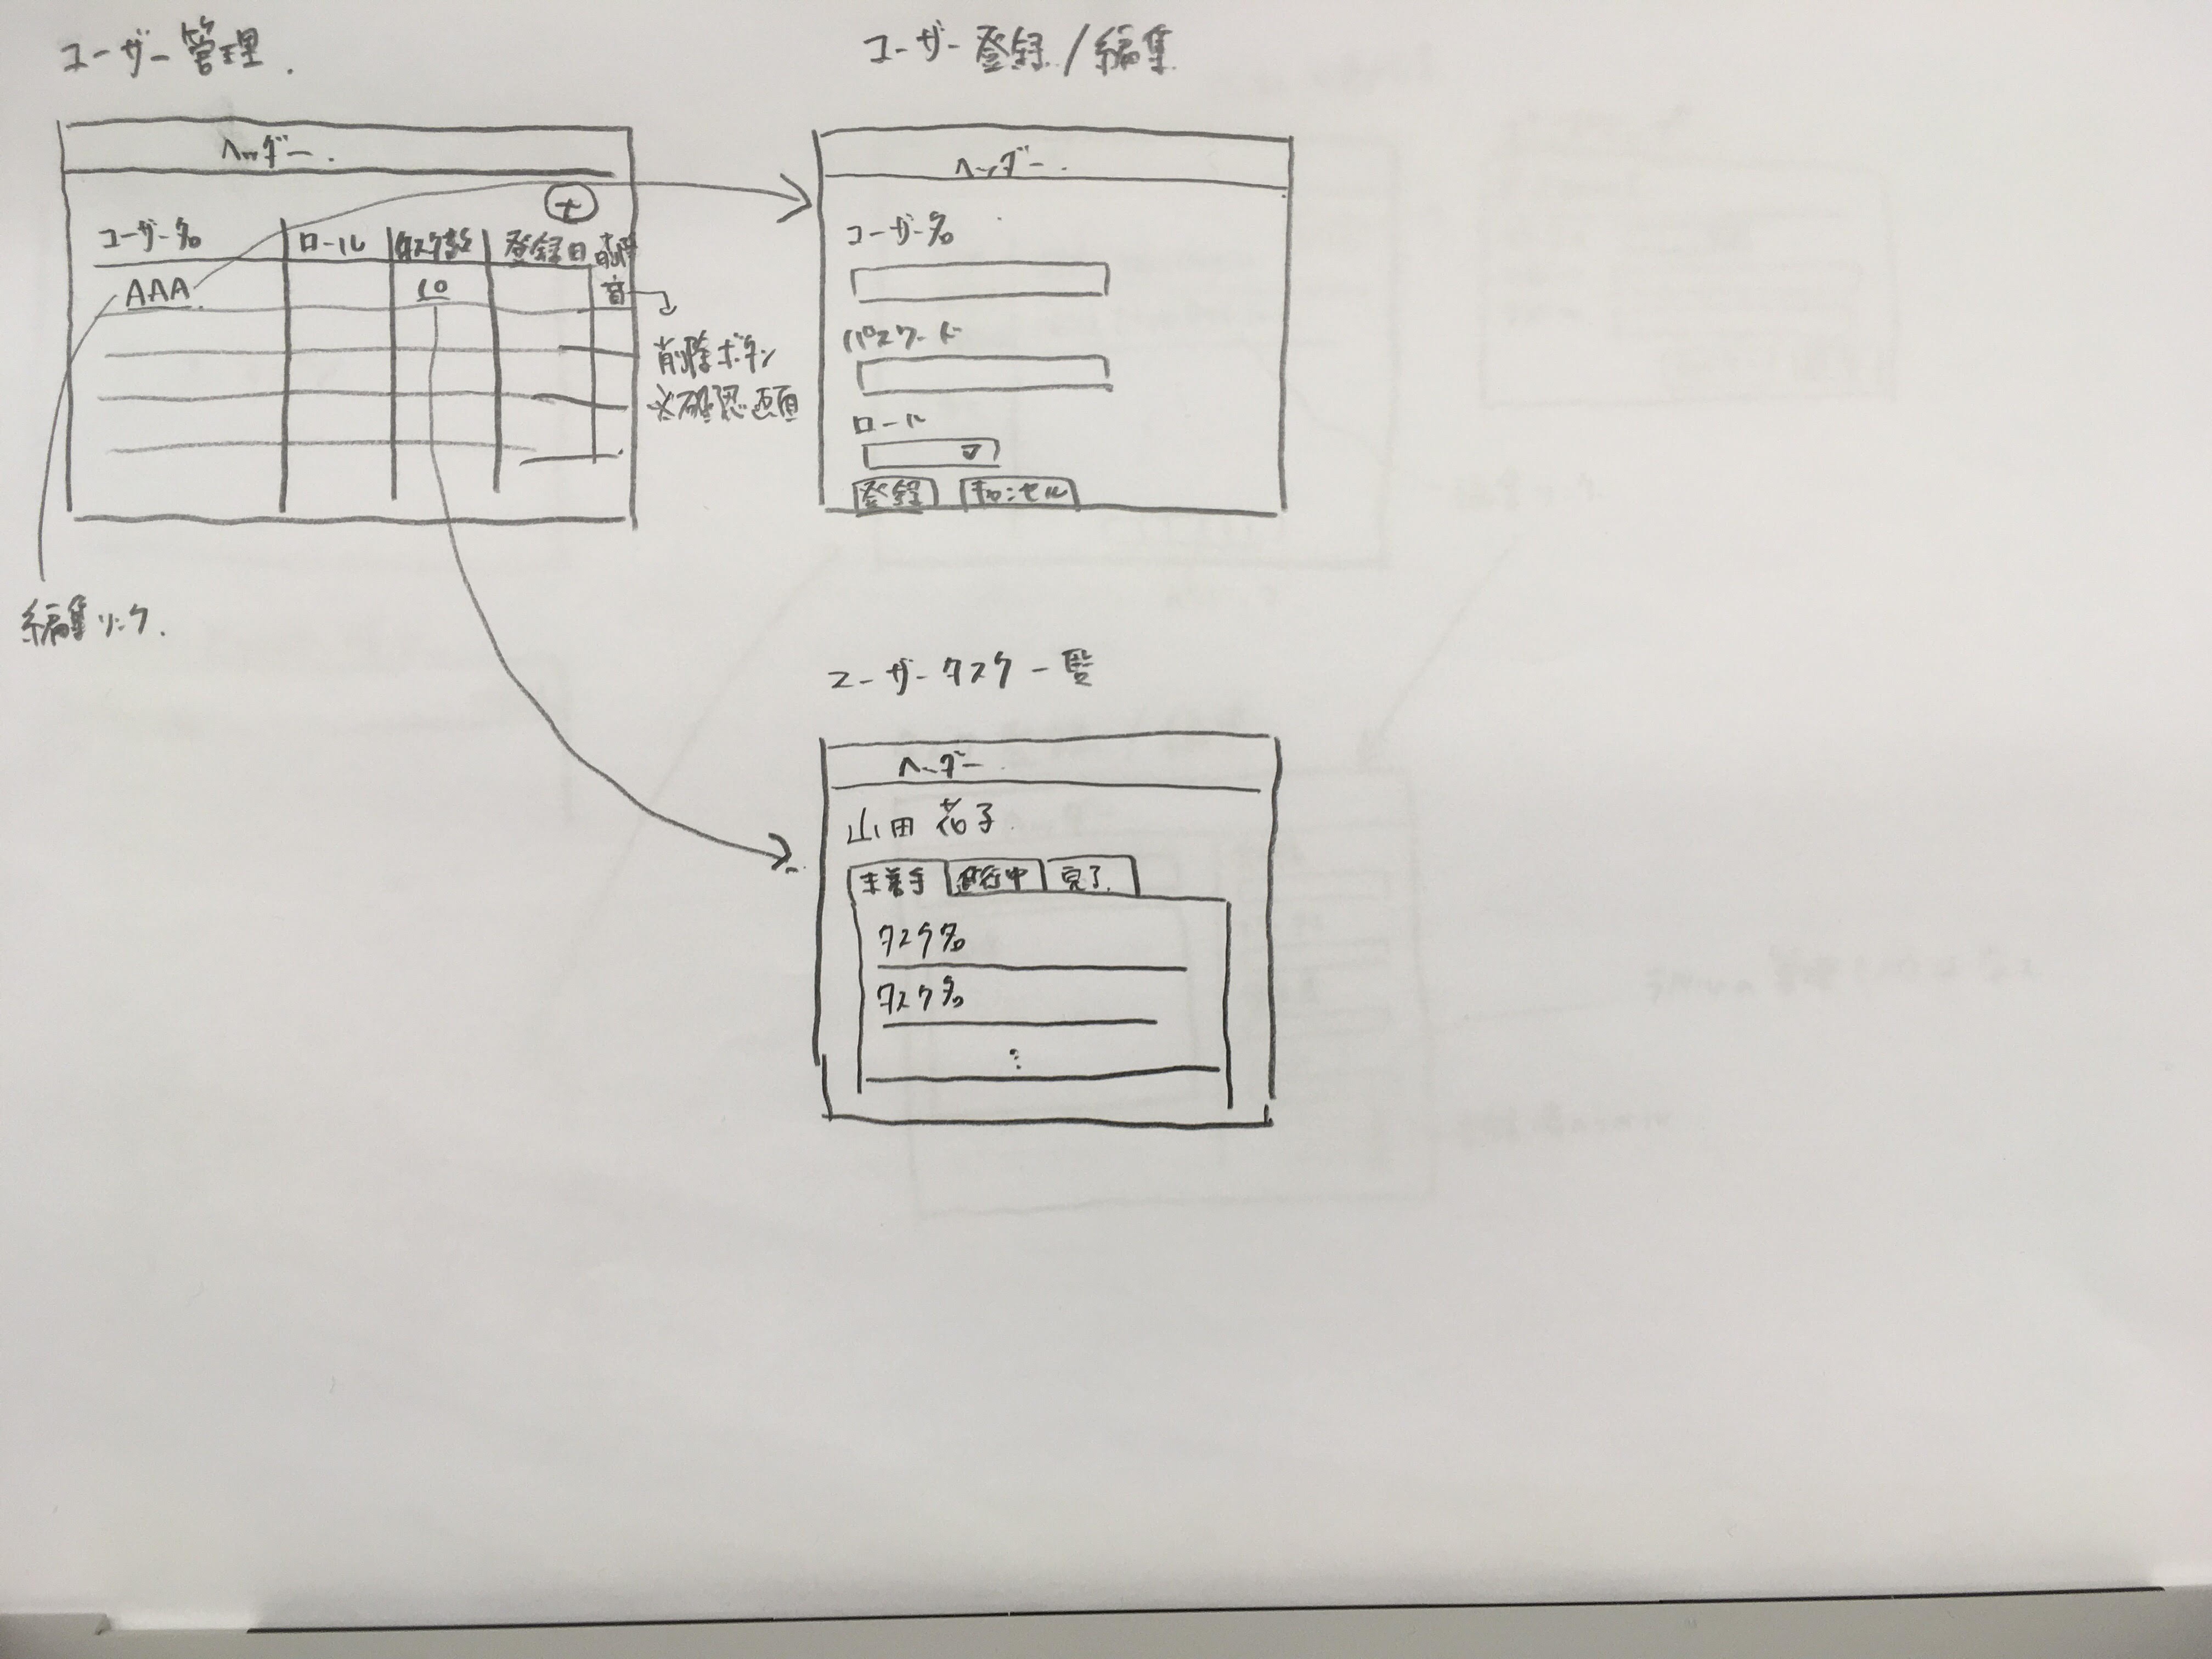 ユーザー管理.
ヘッダー.
+
ユーザー名 ロール タスク数 登録日 削除
AAA 10
削除ボタン
※確認画面
編集リンク.
ユーザー登録/編集
ヘッダー.
ユーザー名
パスワード
ロール
登録 キャンセル
ユーザータスク一覧
ヘッダー
山田 花子
未着手 進行中 完了
タスク名
タスク名
⋮